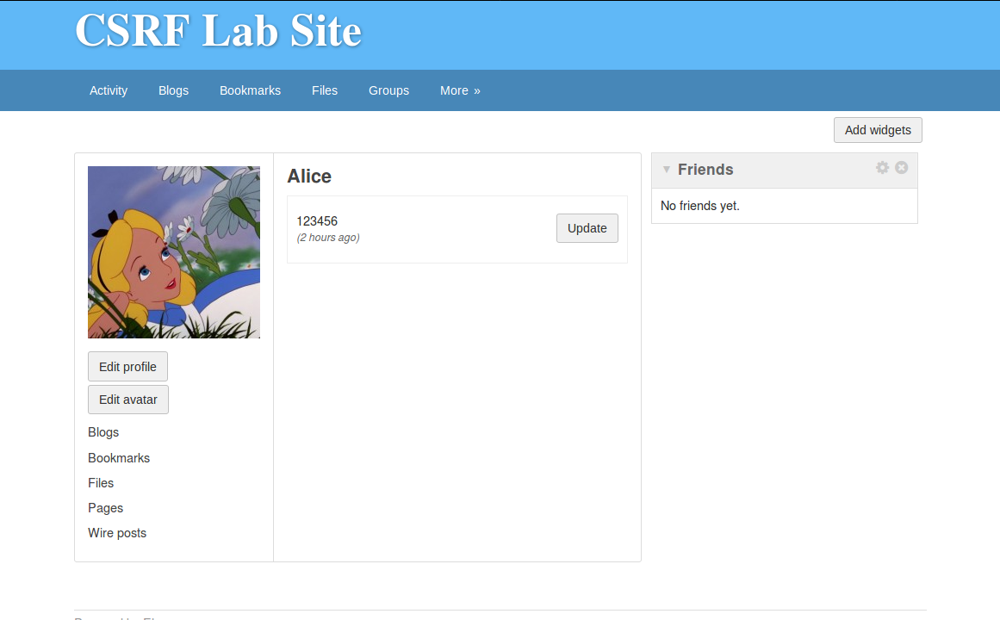 CSRF Lab Site
Activity Blogs Bookmarks Files Groups More »
Add widgets
Alice
123456
(2 hours ago)
Update
Edit profile
Edit avatar
Blogs
Bookmarks
Files
Pages
Wire posts
Friends
No friends yet.